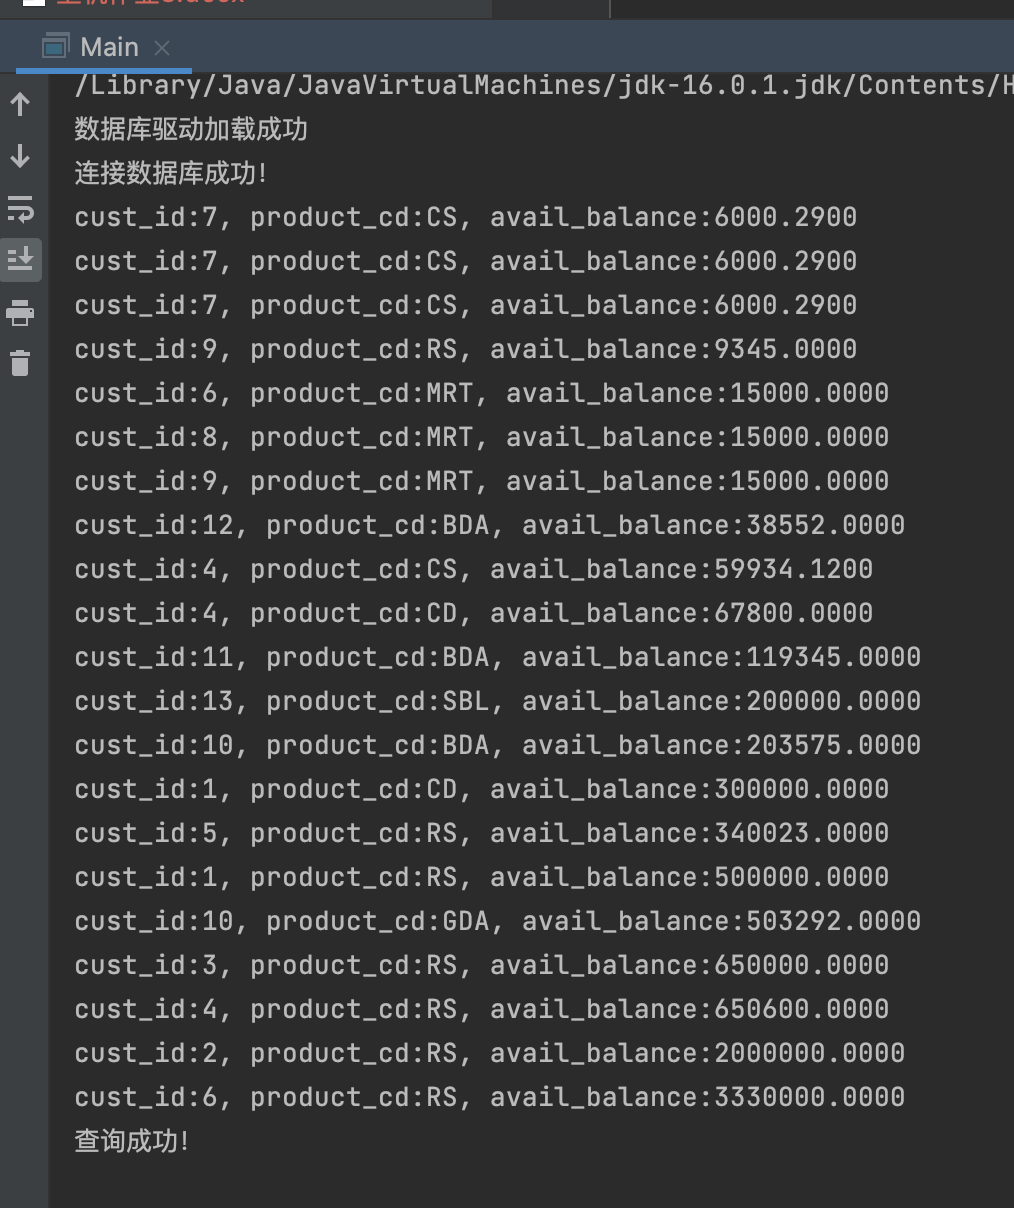 Main
/Library/Java/JavaVirtualMachines/jdk-16.0.1.jdk/Contents/H
数据库驱动加载成功
连接数据库成功!
cust_id:7, product_cd:CS, avail_balance:6000.2900
cust_id:7, product_cd:CS, avail_balance:6000.2900
cust_id:7, product_cd:CS, avail_balance:6000.2900
cust_id:9, product_cd:RS, avail_balance:9345.0000
cust_id:6, product_cd:MRT, avail_balance:15000.0000
cust_id:8, product_cd:MRT, avail_balance:15000.0000
cust_id:9, product_cd:MRT, avail_balance:15000.0000
cust_id:12, product_cd:BDA, avail_balance:38552.0000
cust_id:4, product_cd:CS, avail_balance:59934.1200
cust_id:4, product_cd:CD, avail_balance:67800.0000
cust_id:11, product_cd:BDA, avail_balance:119345.0000
cust_id:13, product_cd:SBL, avail_balance:200000.0000
cust_id:10, product_cd:BDA, avail_balance:203575.0000
cust_id:1, product_cd:CD, avail_balance:300000.0000
cust_id:5, product_cd:RS, avail_balance:340023.0000
cust_id:1, product_cd:RS, avail_balance:500000.0000
cust_id:10, product_cd:GDA, avail_balance:503292.0000
cust_id:3, product_cd:RS, avail_balance:650000.0000
cust_id:4, product_cd:RS, avail_balance:650600.0000
cust_id:2, product_cd:RS, avail_balance:2000000.0000
cust_id:6, product_cd:RS, avail_balance:3330000.0000
查询成功!